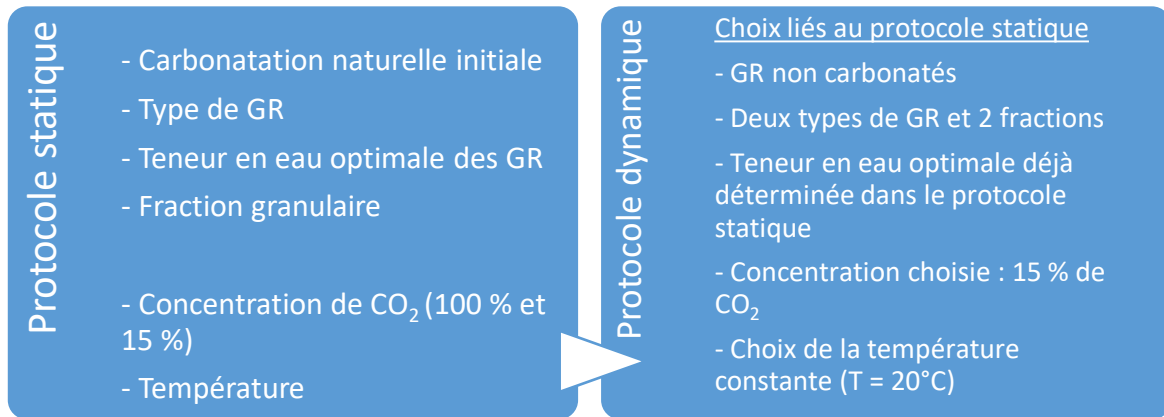 Protocole statique
- Carbonatation naturelle initiale
- Type de GR
- Teneur en eau optimale des GR
- Fraction granulaire
- Concentration de CO₂ (100 % et
15 %)
- Température
Protocole dynamique
Choix liés au protocole statique
- GR non carbonatés
- Deux types de GR et 2 fractions
- Teneur en eau optimale déjà
déterminée dans le protocole
statique
- Concentration choisie : 15 % de
CO₂
- Choix de la température
constante (T = 20°C)